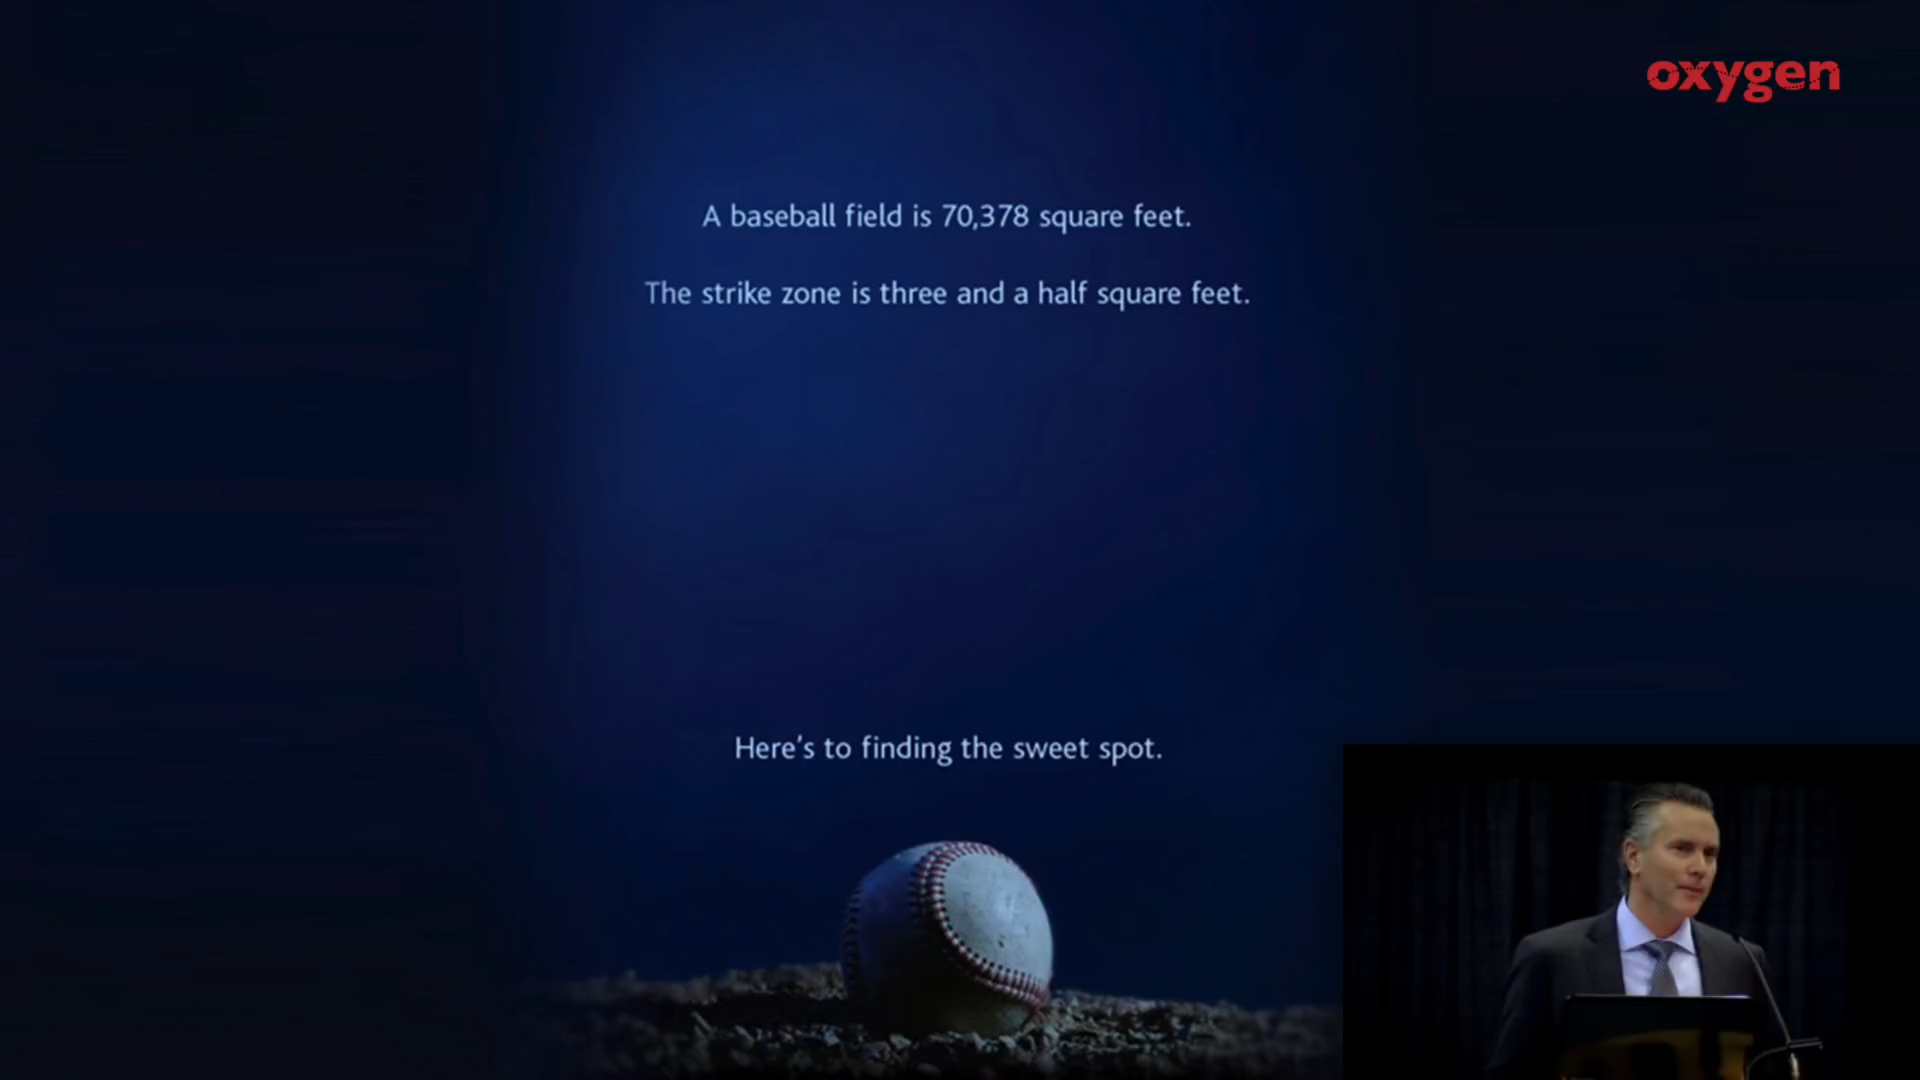 oxygen
A baseball field is 70,378 square feet.
The strike zone is three and a half square feet.
Here's to finding the sweet spot.